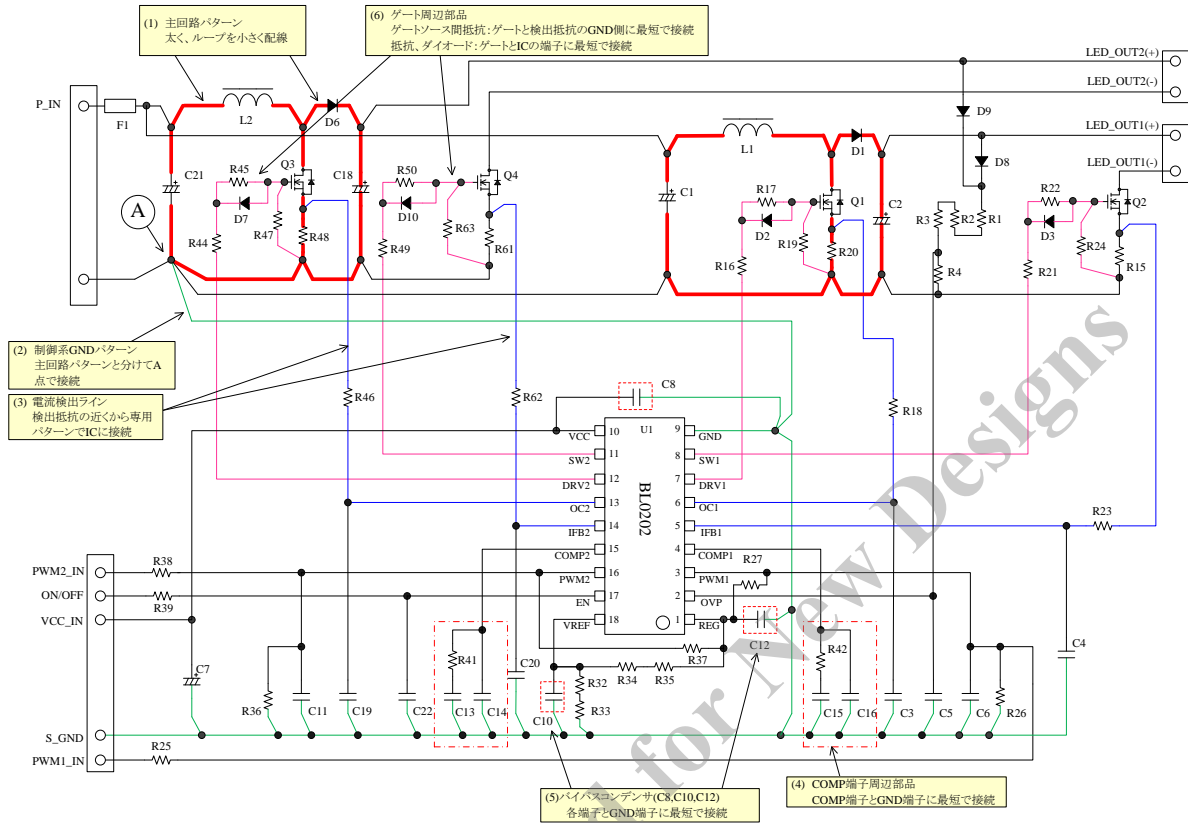 (1) 主回路パターン
太く、ループを小さく配線
(6) ゲート周辺部品
ゲートソース間抵抗：ゲートと検出抵抗のGND側に最短で接続
抵抗、ダイオード：ゲートとICの端子に最短で接続
LED_OUT2(+)
LED_OUT2(-)
LED_OUT1(+)
LED_OUT1(-)
P_IN
F1
L2
D6
D9
L1
D1
D8
C21
R45
Q3
C18
R50
Q4
C1
R17
Q1
C2
R3
R2
R1
R22
Q2
A
D7
R47
R48
D10
R63
R61
D2
R19
R20
D3
R24
R15
R44
R49
R16
R4
R21
(2) 制御系GNDパターン
主回路パターンと分けてA
点で接続
(3) 電流検出ライン
検出抵抗の近くから専用
パターンでICに接続
R46
R62
C8
R18
U1
BL0202
VCC
10
9
GND
SW2
11
8
SW1
DRV2
12
7
DRV1
OC2
13
6
OC1
IFB2
14
5
IFB1
COMP2
15
4
COMP1
PWM2
16
3
PWM1
EN
17
2
OVP
VREF
18
1
REG
R23
R27
PWM2_IN
R38
ON/OFF
R39
VCC_IN
C7
S_GND
PWM1_IN
R25
R36
C11
C19
C22
R41
C13
C14
C20
C10
R32
R33
R34
R35
R37
C12
R42
C15
C16
C3
C5
C6
R26
C4
(5)バイパスコンデンサ(C8,C10,C12)
各端子とGND端子に最短で接続
(4) COMP端子周辺部品
COMP端子とGND端子に最短で接続
d for New Designs